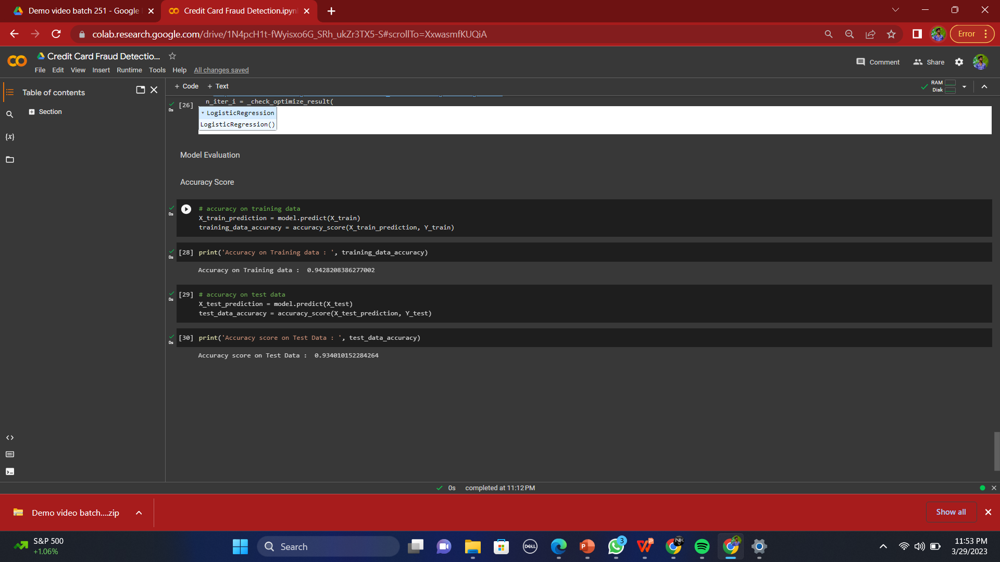 Demo video batch 251 - Google
Credit Card Fraud Detection.ipyn
colab.research.google.com/drive/1N4pcH1t-fWyisxo6G_SRh_ukZr3TX5-S#scrollTo=XxwasmfKUQiA
Error
Credit Card Fraud Detectio...
File Edit View Insert Runtime Tools Help All changes saved
Comment
Share
Table of contents
+ Code + Text
RAM
Disk
Section
{x}
n_iter_i = _check_optimize_result(
[26]
0s
LogisticRegression
LogisticRegression()
Model Evaluation
Accuracy Score
0s
# accuracy on training data
X_train_prediction = model.predict(X_train)
training_data_accuracy = accuracy_score(X_train_prediction, Y_train)
0s
[28] print('Accuracy on Training data : ', training_data_accuracy)
Accuracy on Training data :  0.9428208386277002
0s
[29] # accuracy on test data
X_test_prediction = model.predict(X_test)
test_data_accuracy = accuracy_score(X_test_prediction, Y_test)
0s
[30] print('Accuracy score on Test Data : ', test_data_accuracy)
Accuracy score on Test Data :  0.934010152284264
0s completed at 11:12 PM
Demo video batch....zip
Show all
S&P 500
+1.06%
Search
DELL
P
3
11:53 PM
3/29/2023